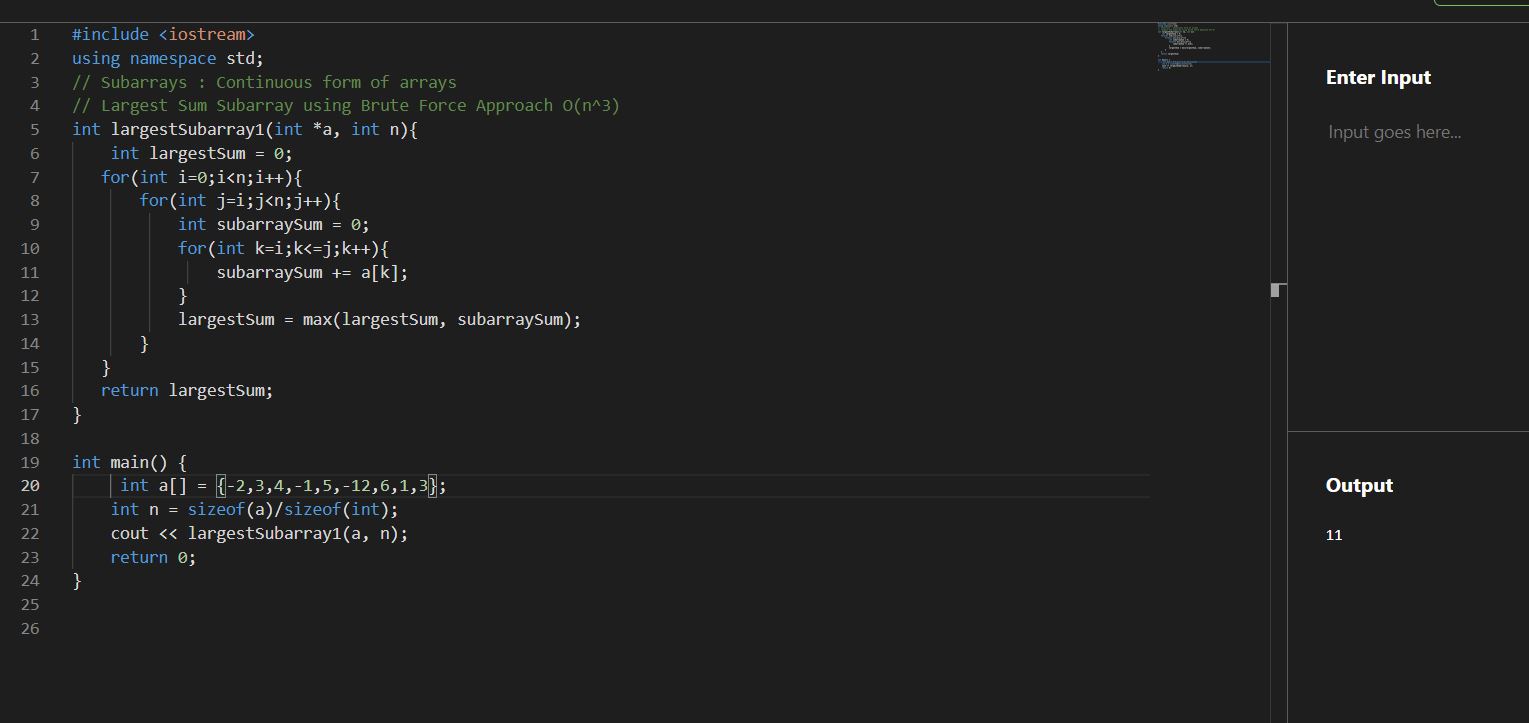 1 #include <iostream>
2 using namespace std;
3 // Subarrays : Continuous form of arrays
4 // Largest Sum Subarray using Brute Force Approach O(n^3)
5 int largestSubarray1(int *a, int n){
6 int largestSum = 0;
7 for(int i=0;i<n;i++){
8 for(int j=i;j<n;j++){
9 int subarraySum = 0;
10 for(int k=i;k<=j;k++){
11 subarraySum += a[k];
12 }
13 largestSum = max(largestSum, subarraySum);
14 }
15 }
16 return largestSum;
17 }
18
19 int main() {
20 int a[] = {-2,3,4,-1,5,-12,6,1,3};
21 int n = sizeof(a)/sizeof(int);
22 cout << largestSubarray1(a, n);
23 return 0;
24 }
25
26
Enter Input
Input goes here...
Output
11